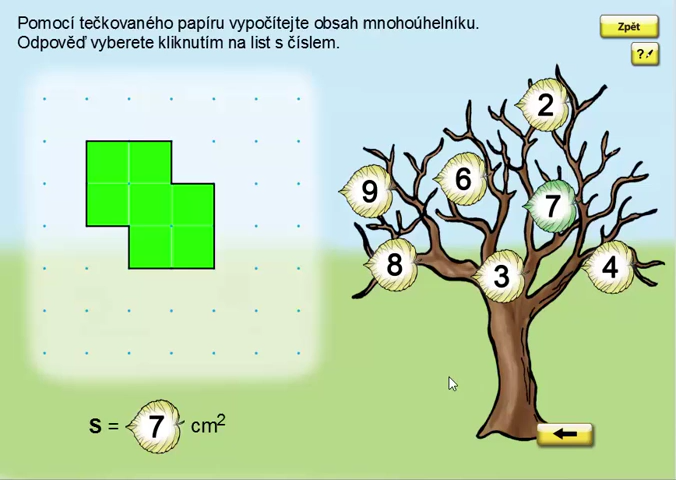 Pomocí tečkovaného papíru vypočítejte obsah mnohoúhelníku.
Odpověď vyberete kliknutím na list s číslem.
Zpět
?
2
6
9
7
8
3
4
S = 7 cm²